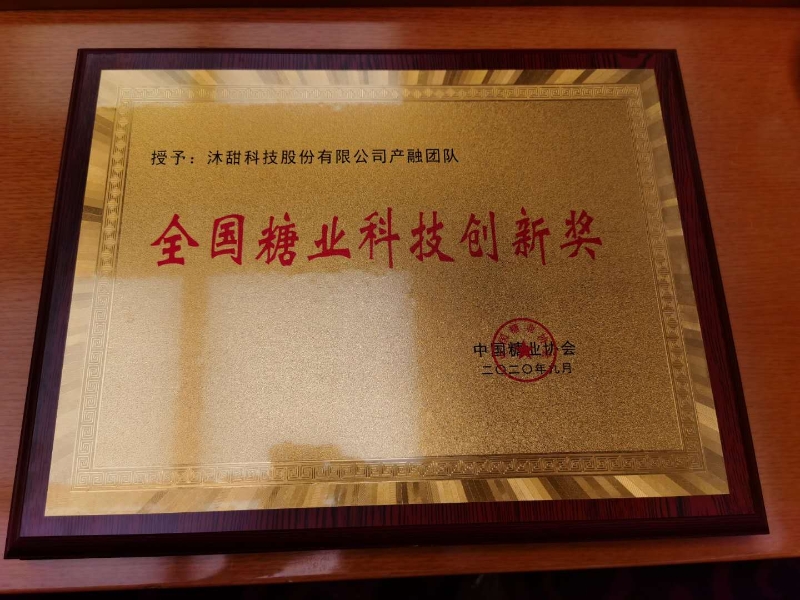 授予：沐甜科技股份有限公司产融团队
全国糖业科技创新奖
中国糖业协会
二〇二〇年九月